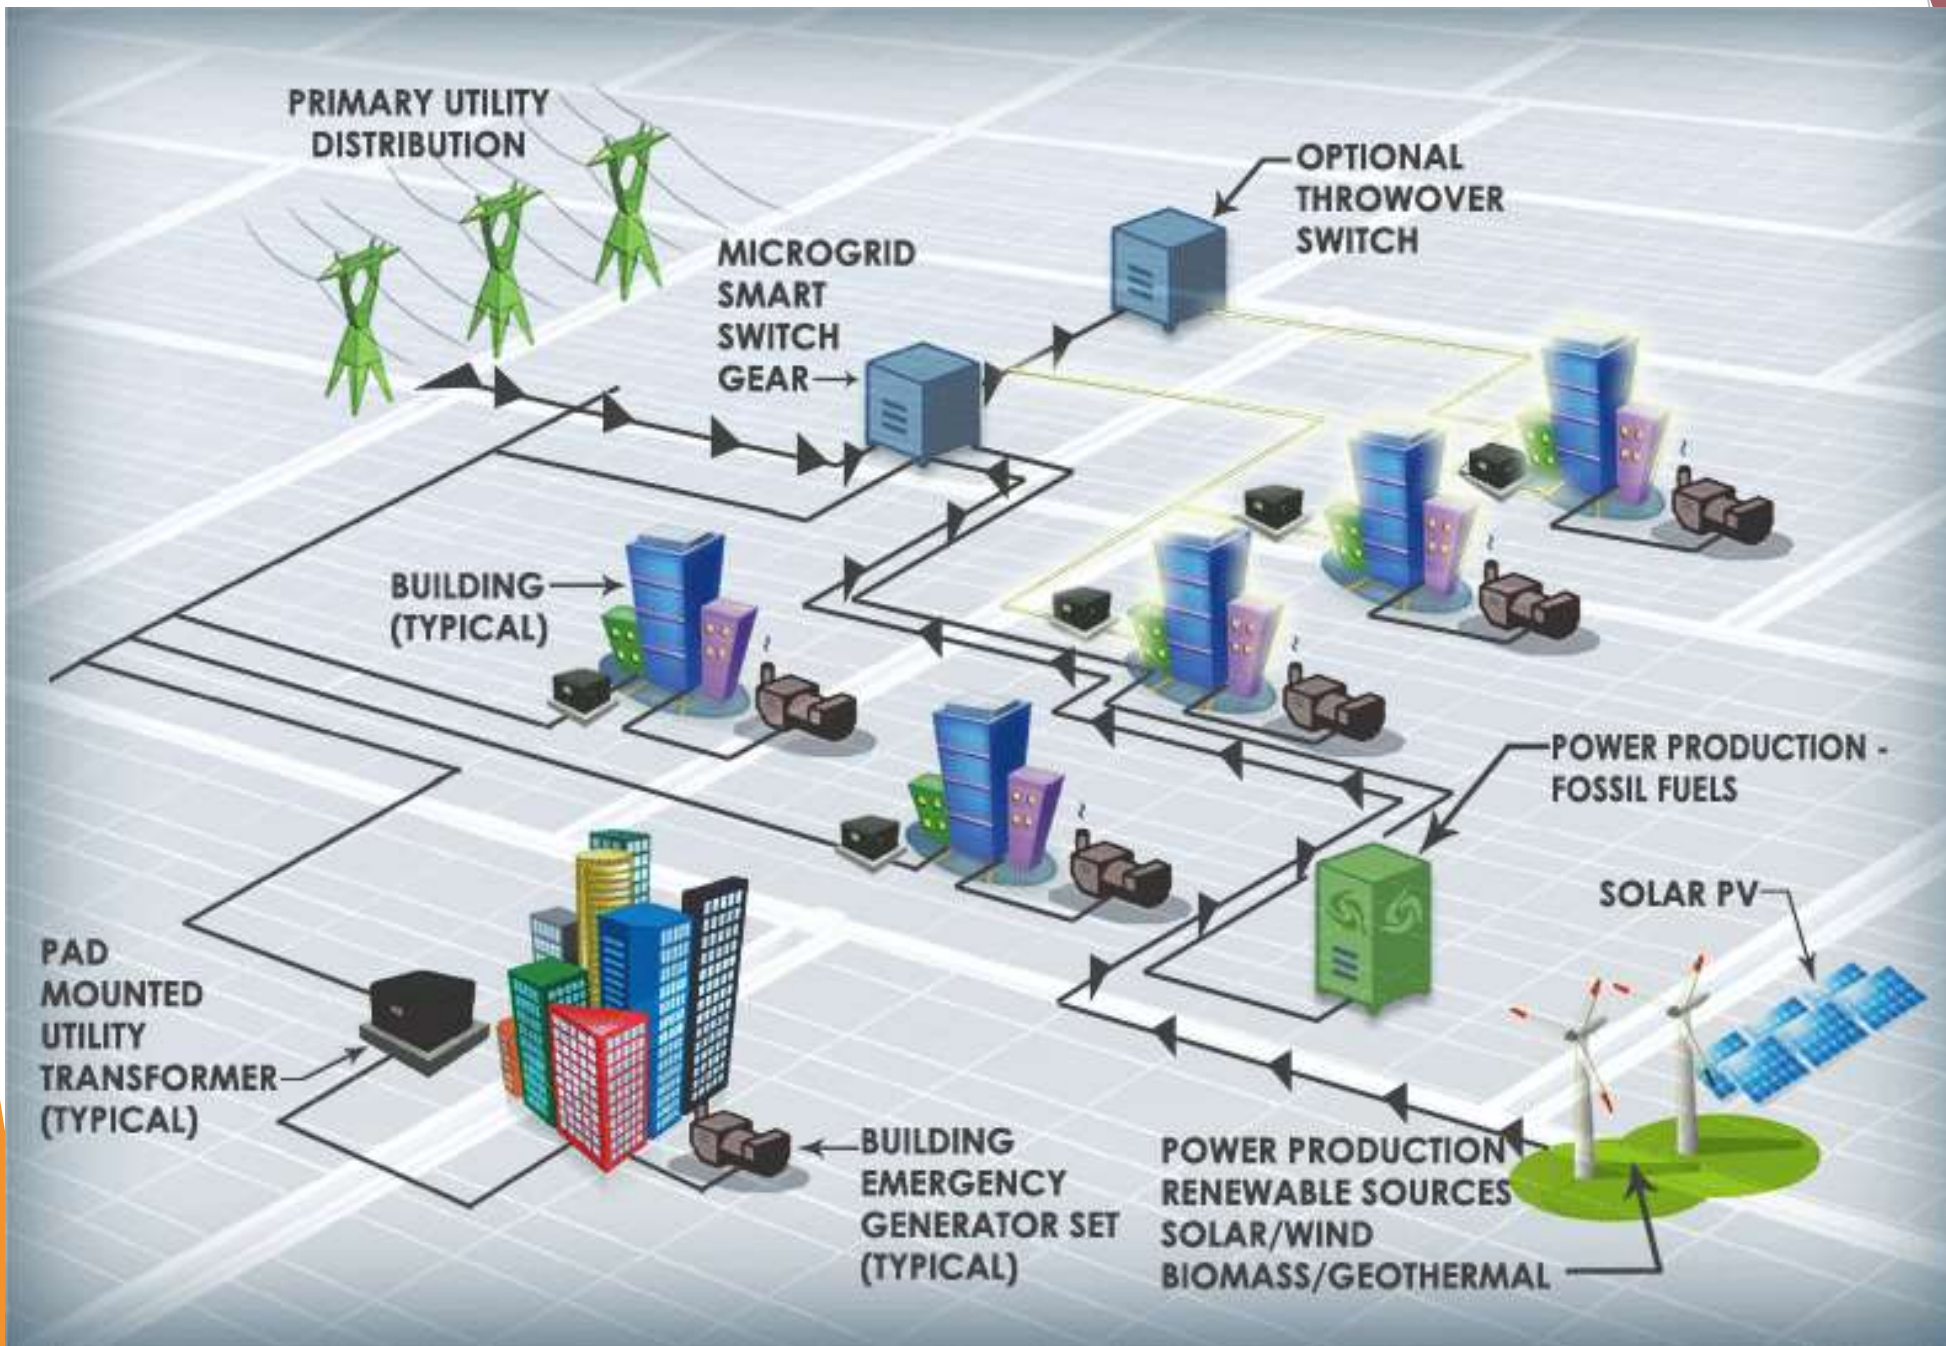 PRIMARY UTILITY
DISTRIBUTION
OPTIONAL
THROWOVER
SWITCH
MICROGRID
SMART
SWITCH
GEAR
BUILDING
(TYPICAL)
POWER PRODUCTION -
FOSSIL FUELS
SOLAR PV
PAD
MOUNTED
UTILITY
TRANSFORMER
(TYPICAL)
BUILDING
EMERGENCY
GENERATOR SET
(TYPICAL)
POWER PRODUCTION
RENEWABLE SOURCES
SOLAR/WIND
BIOMASS/GEOTHERMAL